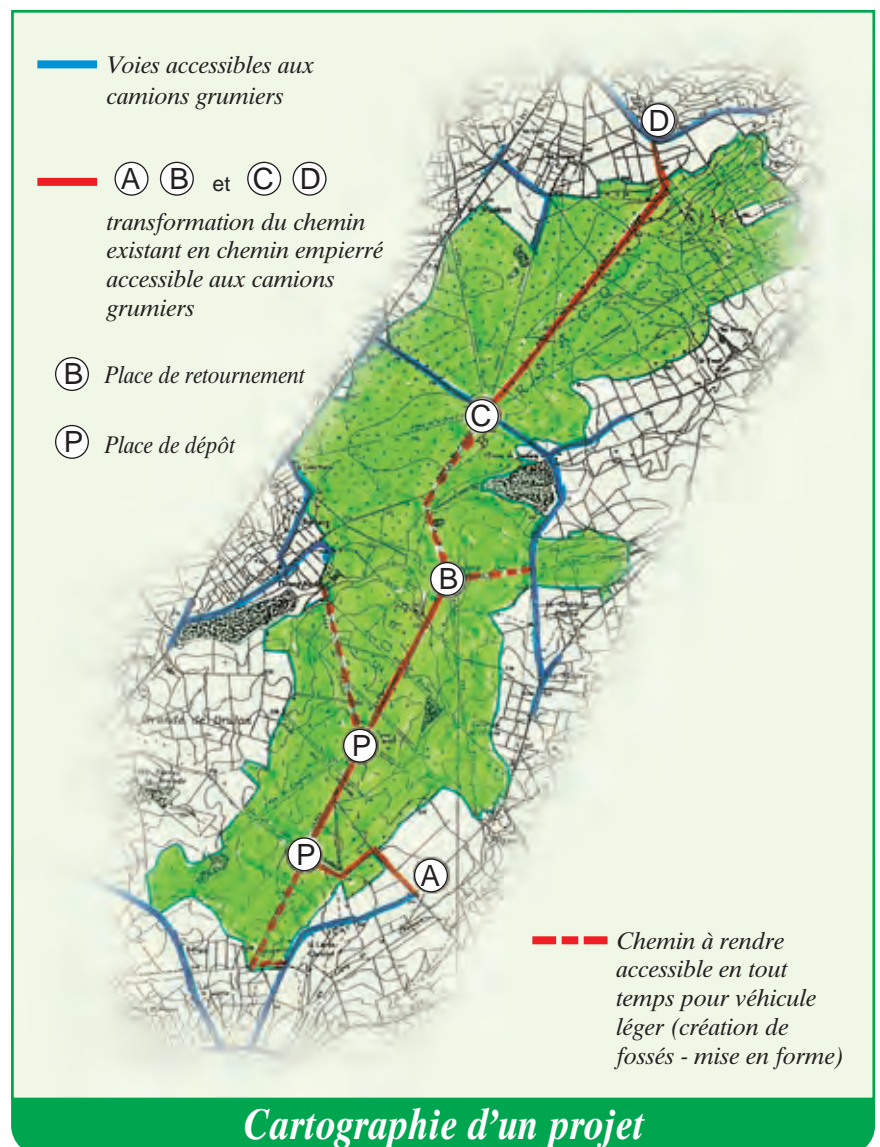 Voies accessibles aux
camions grumiers
A B et C D
transformation du chemin
existant en chemin empierré
accessible aux camions
grumiers
B Place de retournement
P Place de dépôt
D
C
B
P
P
A
Chemin à rendre
accessible en tout
temps pour véhicule
léger (création de
fossés - mise en forme)
Cartographie d'un projet